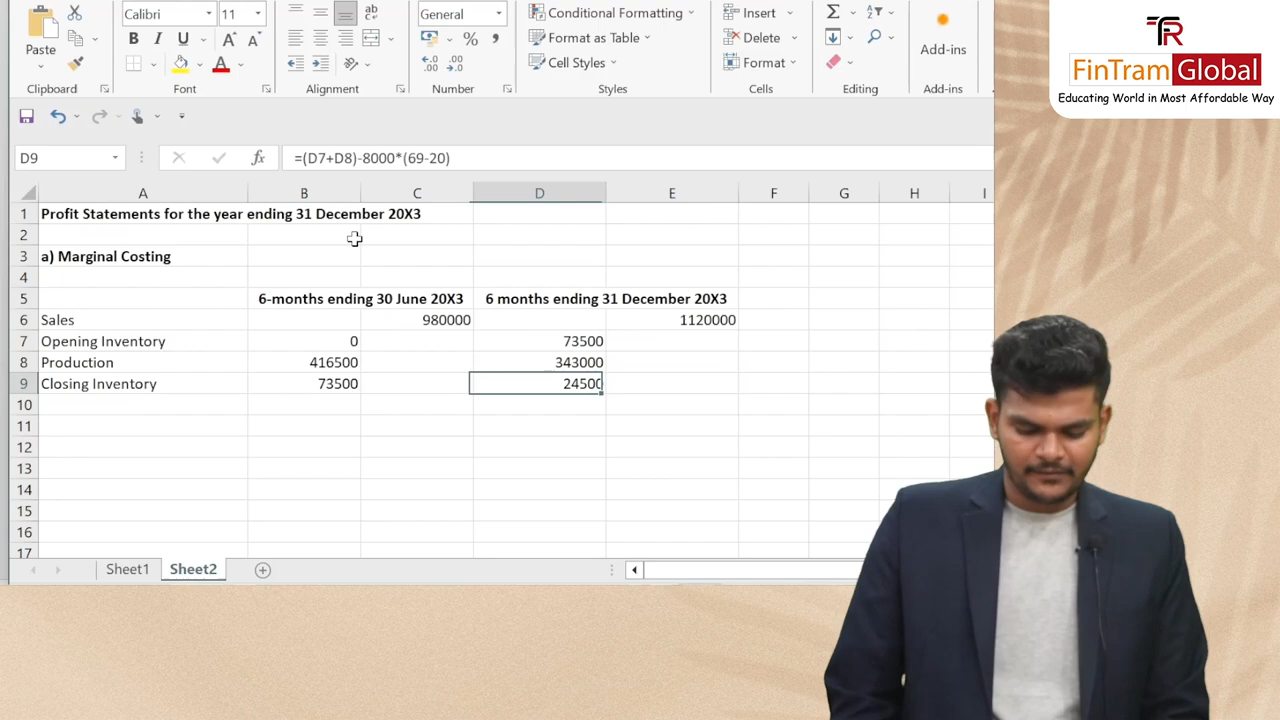 Calibri 11 General Conditional Formatting Insert
Paste B I U A A % Format as Table Delete Add-ins
A Cell Styles Format
Clipboard Font Alignment Number Styles Cells Editing Add-ins
TR
FinTram Global
Educating World in Most Affordable Way
D9 fx =(D7+D8)-8000*(69-20)
A B C D E F G H I
1 Profit Statements for the year ending 31 December 20X3
2
3 a) Marginal Costing
4
5 6-months ending 30 June 20X3 6 months ending 31 December 20X3
6 Sales 980000 1120000
7 Opening Inventory 0 73500
8 Production 416500 343000
9 Closing Inventory 73500 24500
10
11
12
13
14
15
16
17
Sheet1 Sheet2